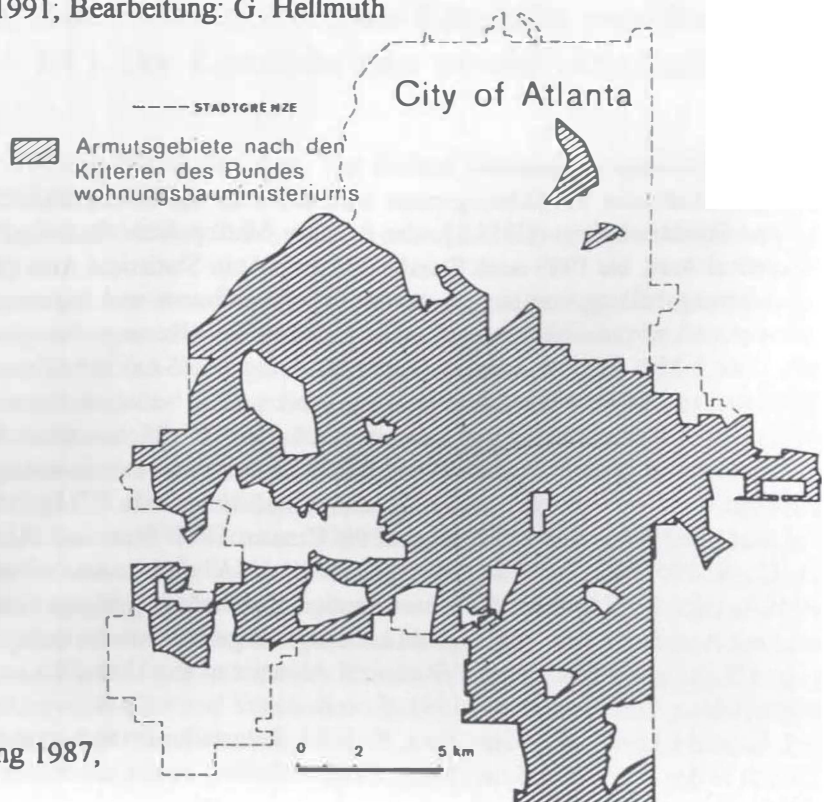 1991; Bearbeitung: G. Hellmuth
City of Atlanta
STADTGRENZE
Armutsgebiete nach den
Kriterien des Bundes
wohnungsbauministeriums
0 2 5 km
ng 1987,